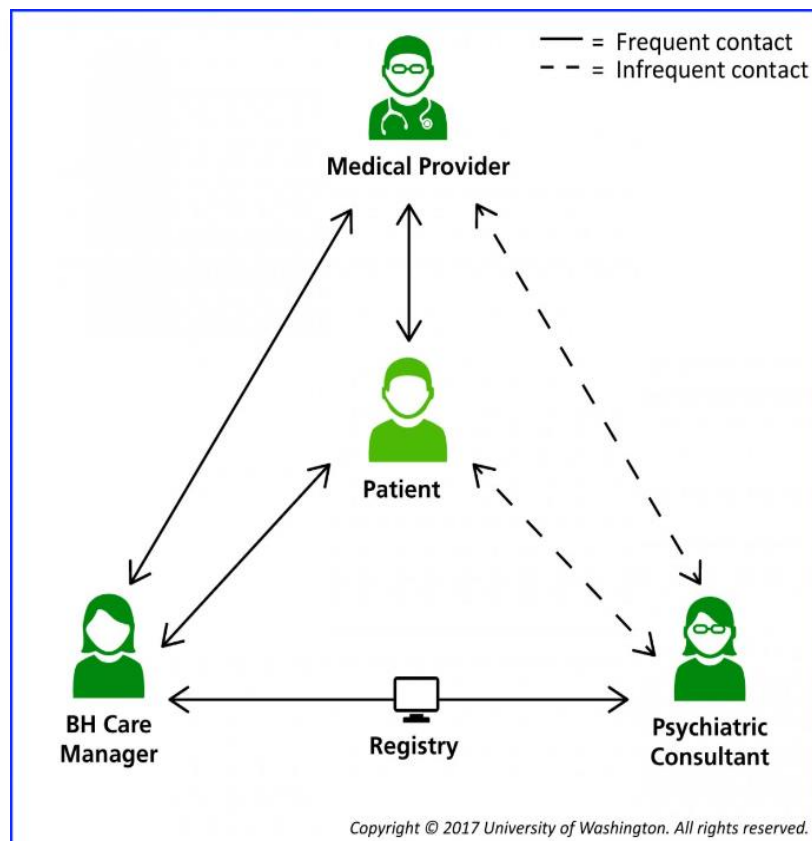 = Frequent contact
= Infrequent contact
Medical Provider
Patient
BH Care
Manager
Registry
Psychiatric
Consultant
Copyright © 2017 University of Washington. All rights reserved.